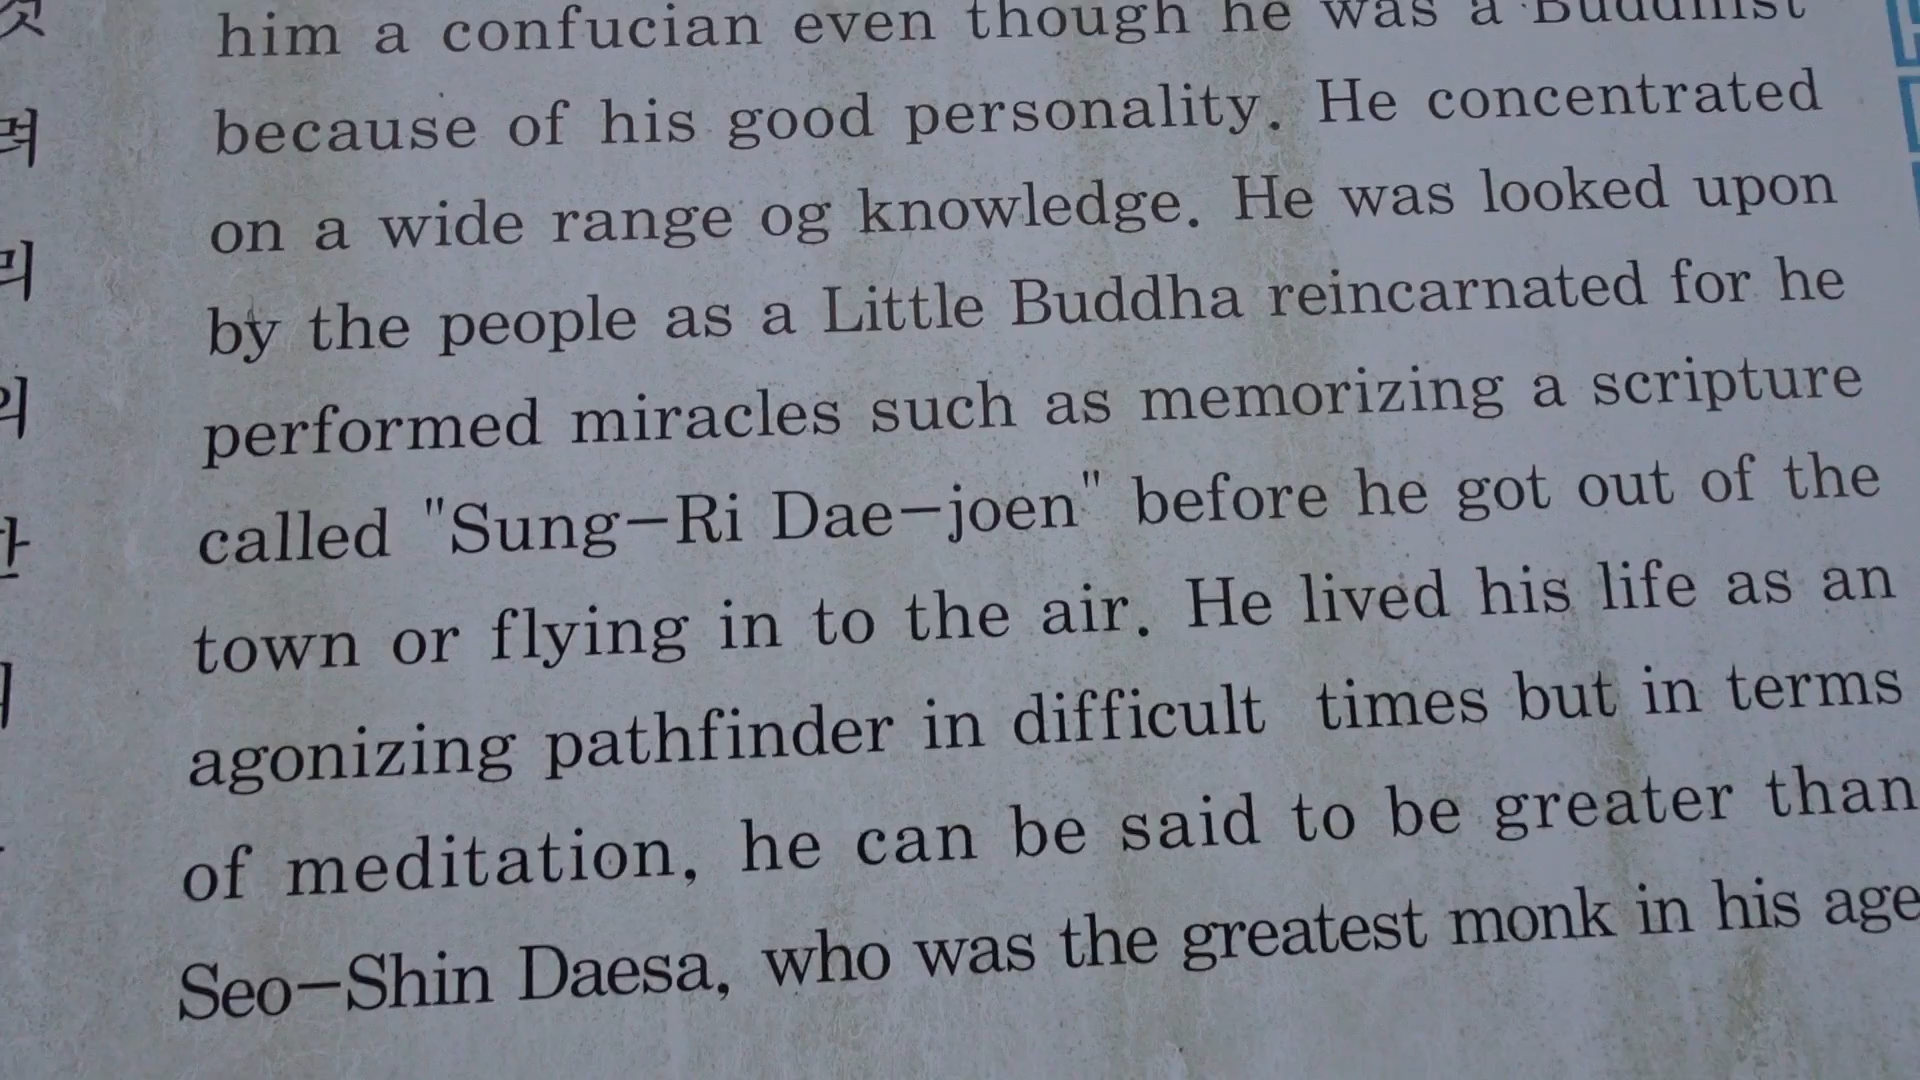 him a confucian even though he was a Buddhist
because of his good personality. He concentrated
on a wide range og knowledge. He was looked upon
by the people as a Little Buddha reincarnated for he
performed miracles such as memorizing a scripture
called "Sung-Ri Dae-joen" before he got out of the
town or flying in to the air. He lived his life as an
agonizing pathfinder in difficult times but in terms
of meditation, he can be said to be greater than
Seo-Shin Daesa, who was the greatest monk in his age